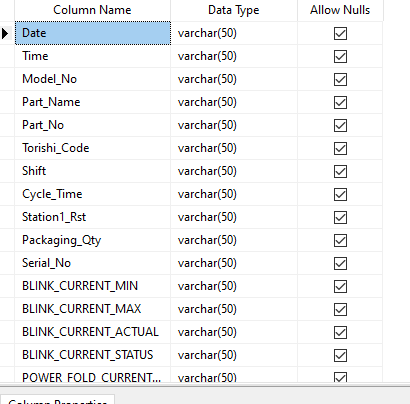 Column Name Data Type Allow Nulls
Date varchar(50)
Time varchar(50)
Model_No varchar(50)
Part_Name varchar(50)
Part_No varchar(50)
Torishi_Code varchar(50)
Shift varchar(50)
Cycle_Time varchar(50)
Station1_Rst varchar(50)
Packaging_Qty varchar(50)
Serial_No varchar(50)
BLINK_CURRENT_MIN varchar(50)
BLINK_CURRENT_MAX varchar(50)
BLINK_CURRENT_ACTUAL varchar(50)
BLINK_CURRENT_STATUS varchar(50)
POWER_FOLD_CURRENT... varchar(50)
Column Properties